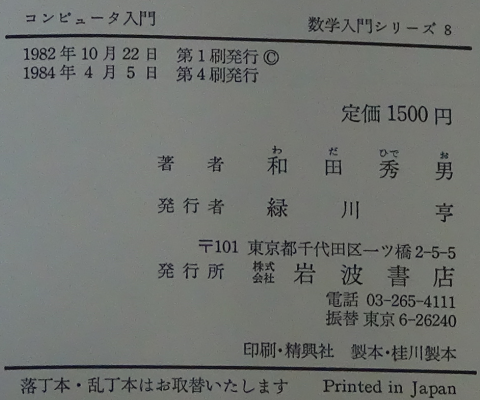 コンピュータ入門 数学入門シリーズ 8
1982年10月22日 第1刷発行©
1984年4月5日 第4刷発行
定価 1500円
わ だ ひで お
著者 和田秀男
発行者 緑川亨
〒101 東京都千代田区一ツ橋2-5-5
発行所 株式会社 岩波書店
電話 03-265-4111
振替 東京6-26240
印刷・精興社 製本・桂川製本
落丁本・乱丁本はお取替いたします Printed in Japan